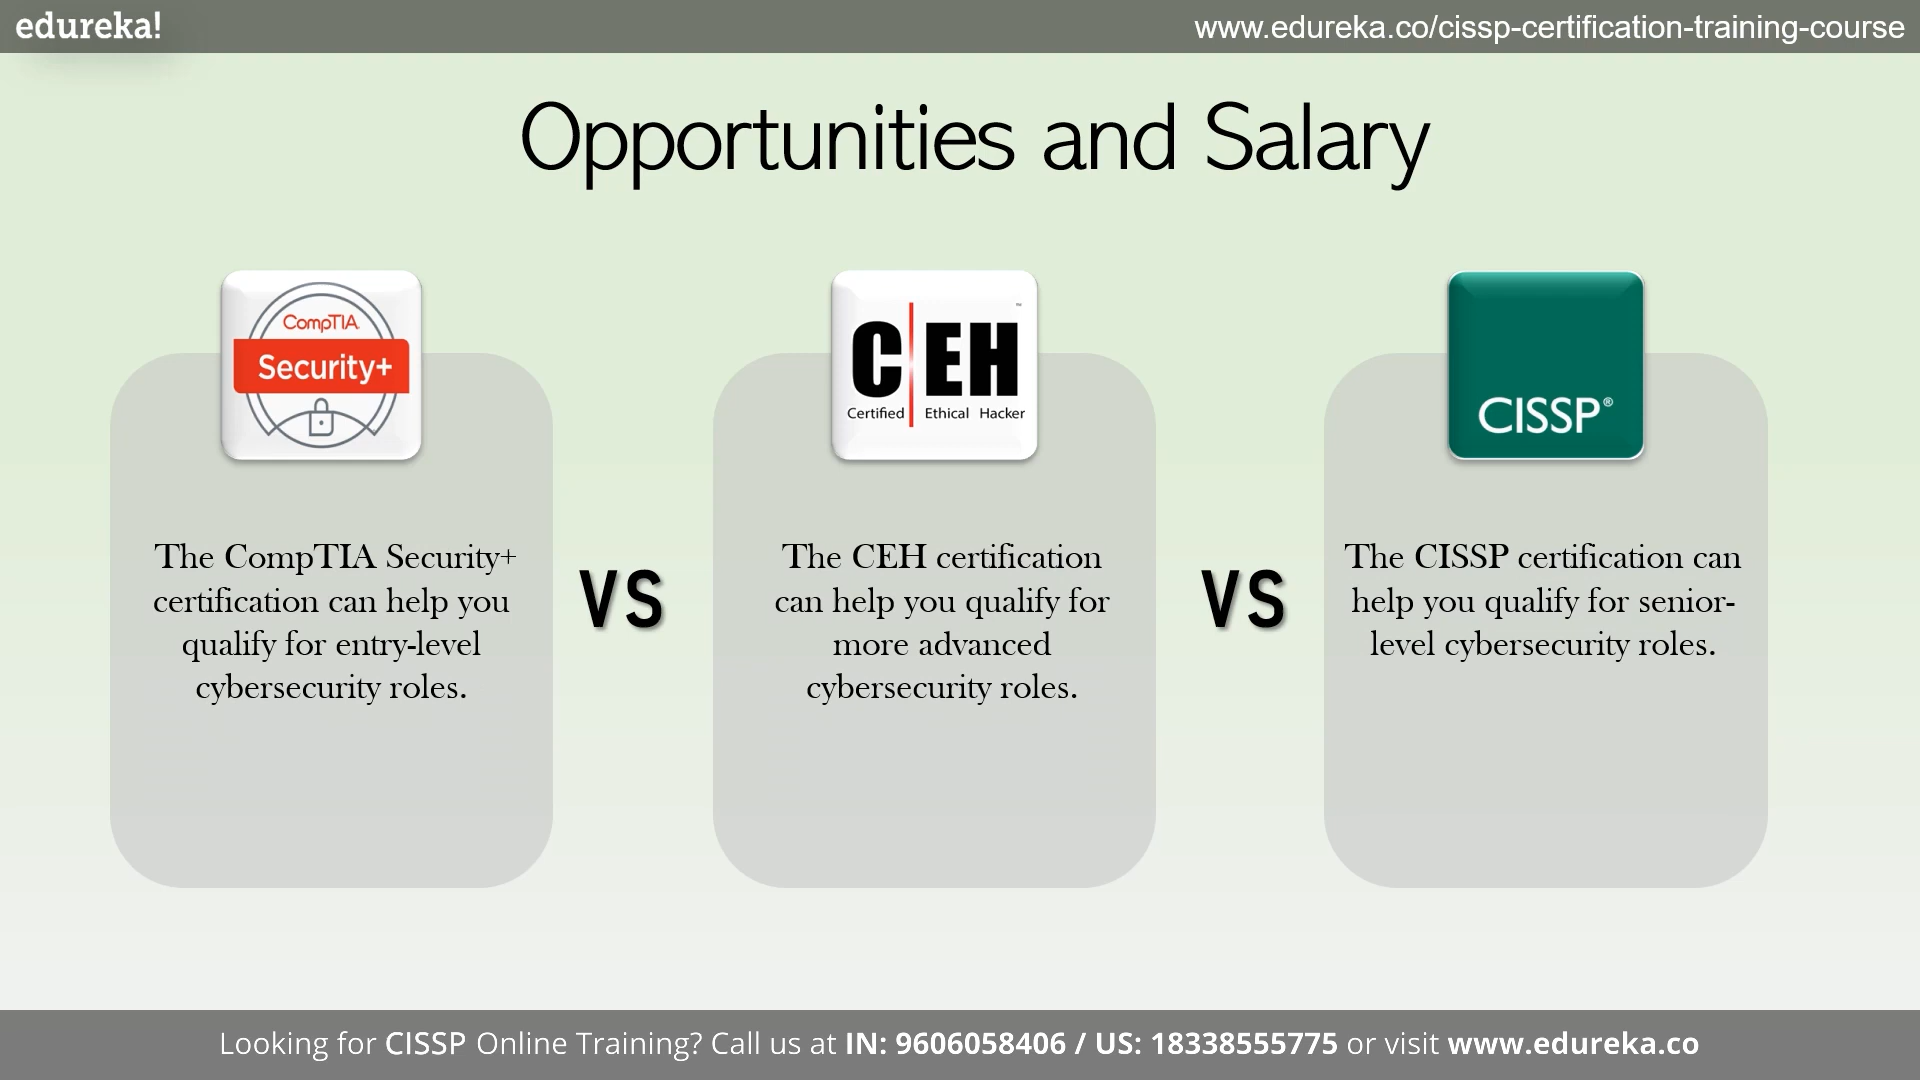 edureka!
www.edureka.co/cissp-certification-training-course
Opportunities and Salary
CompTIA
Security+
The CompTIA Security+
certification can help you
qualify for entry-level
cybersecurity roles.
VS
C|EH™
Certified Ethical Hacker
The CEH certification
can help you qualify for
more advanced
cybersecurity roles.
VS
CISSP®
The CISSP certification can
help you qualify for senior-
level cybersecurity roles.
Looking for CISSP Online Training? Call us at IN: 9606058406 / US: 18338555775 or visit www.edureka.co